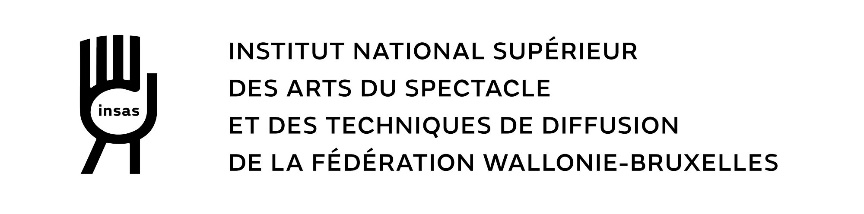 insas
INSTITUT NATIONAL SUPÉRIEUR
DES ARTS DU SPECTACLE
ET DES TECHNIQUES DE DIFFUSION
DE LA FÉDÉRATION WALLONIE-BRUXELLES